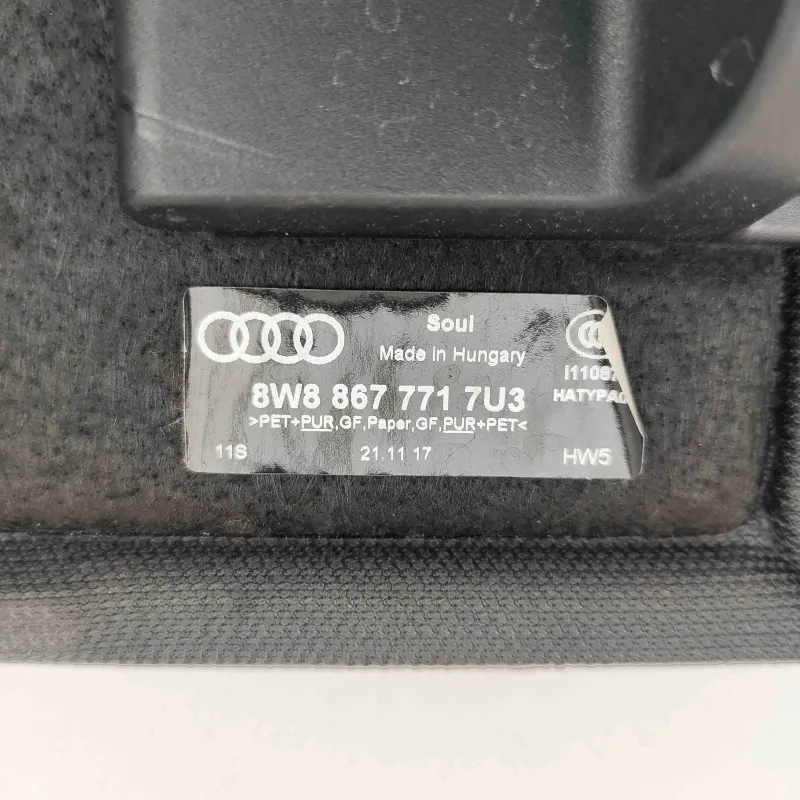 Soul
Made in Hungary
8W8 867 771 7U3
>PET+PUR,GF,Paper,GF,PUR+PET<
11S 21.11 17 HW5